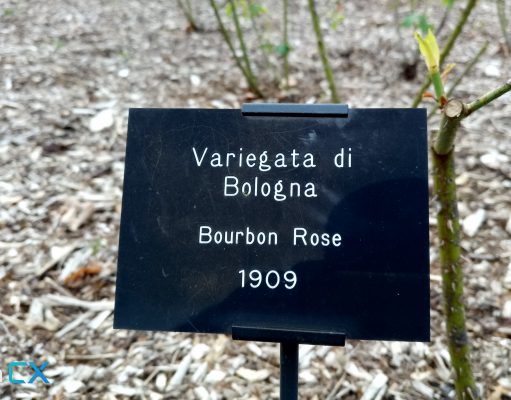 Variegata di
Bologna
Bourbon Rose
1909
CX